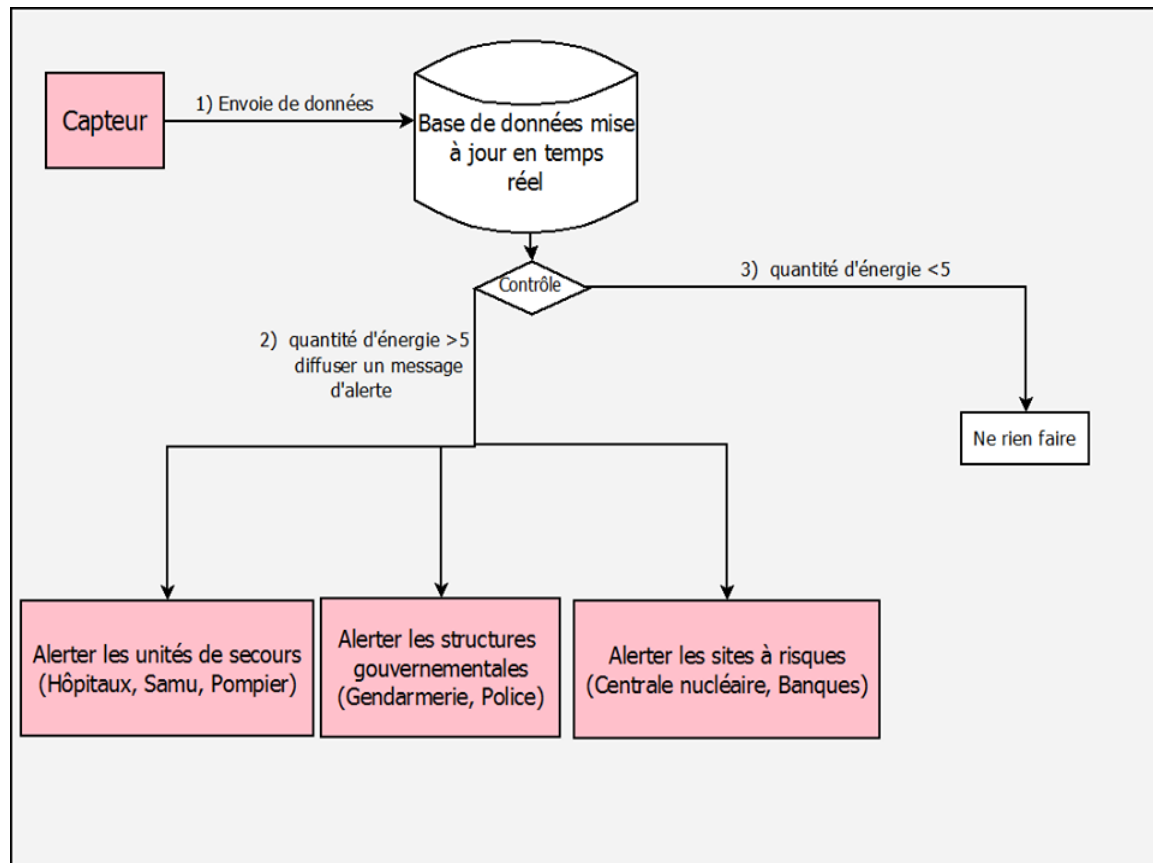 Capteur
1) Envoie de données
Base de données mise
à jour en temps
réel
Contrôle
3) quantité d'énergie <5
2) quantité d'énergie >5
diffuser un message
d'alerte
Ne rien faire
Alerter les unités de secours
(Hôpitaux, Samu, Pompier)
Alerter les structures
gouvernementales
(Gendarmerie, Police)
Alerter les sites à risques
(Centrale nucléaire, Banques)